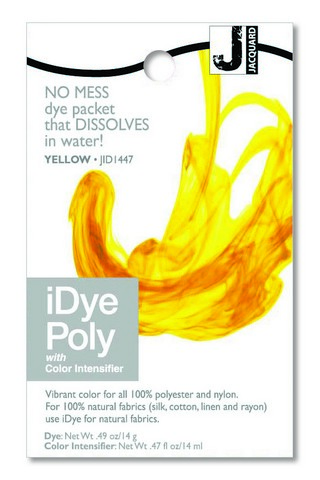 JACQUARD
NO MESS
dye packet
that DISSOLVES
in water!
YELLOW • JID1447
iDye
Poly
with
Color Intensifier
Vibrant color for all 100% polyester and nylon.
For 100% natural fabrics (silk, cotton, linen and rayon)
use iDye for natural fabrics.
Dye: Net Wt .49 oz/14 g
Color Intensifier: Net Wt .47 fl oz/14 ml